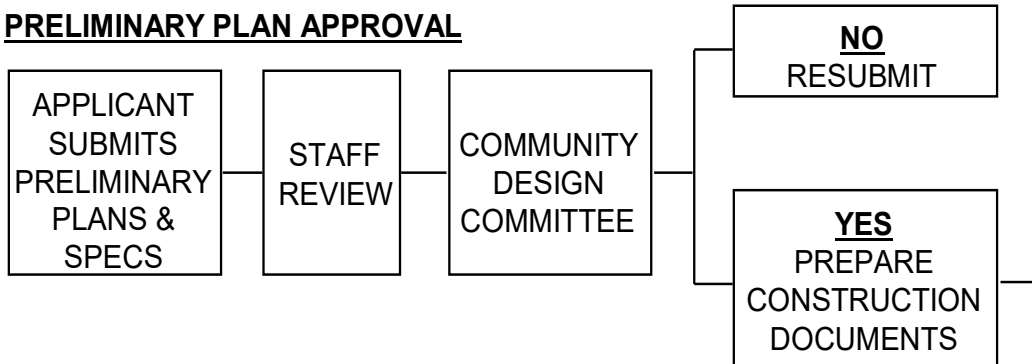 PRELIMINARY PLAN APPROVAL
APPLICANT
SUBMITS
PRELIMINARY
PLANS &
SPECS
STAFF
REVIEW
COMMUNITY
DESIGN
COMMITTEE
NO
RESUBMIT
YES
PREPARE
CONSTRUCTION
DOCUMENTS